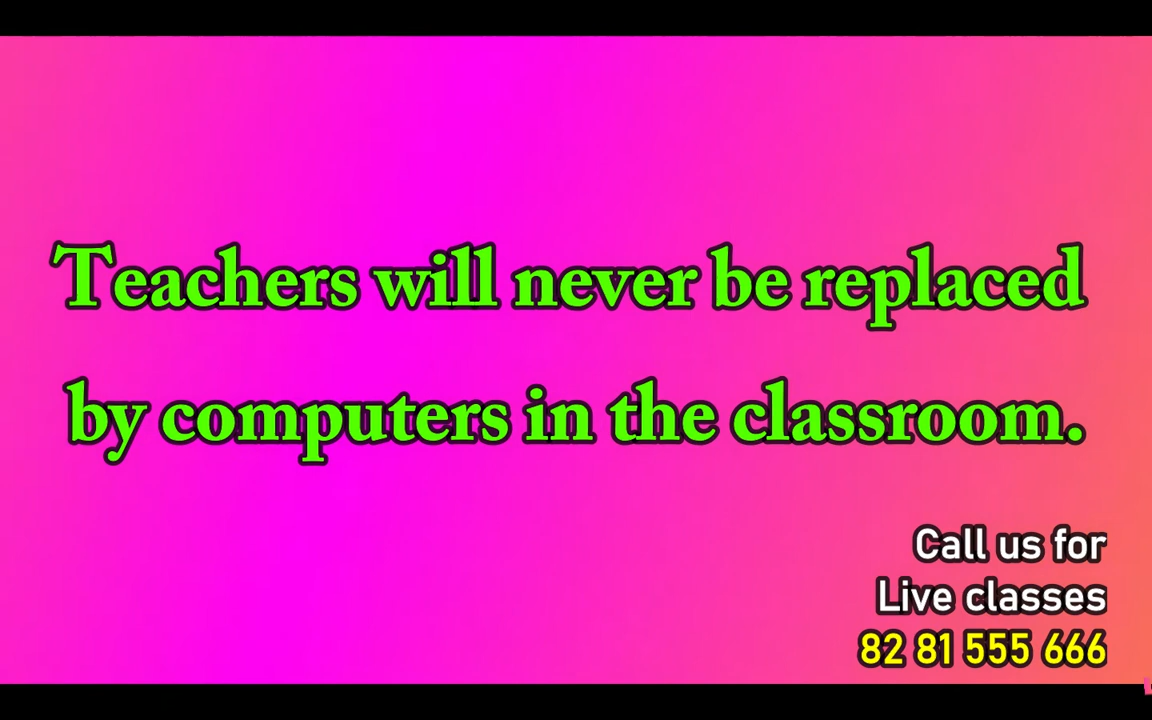 Teachers will never be replaced
by computers in the classroom.
Call us for
Live classes
82 81 555 666